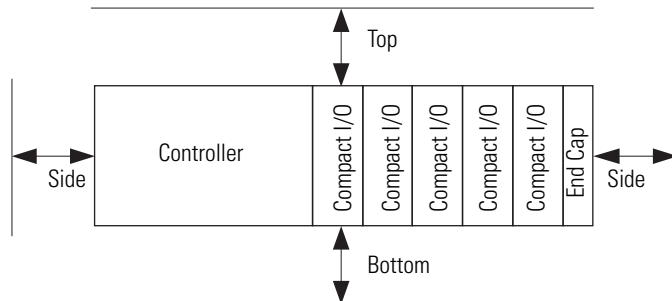 Top
Controller
Compact I/O
Compact I/O
Compact I/O
Compact I/O
Compact I/O
End Cap
Side
Side
Bottom